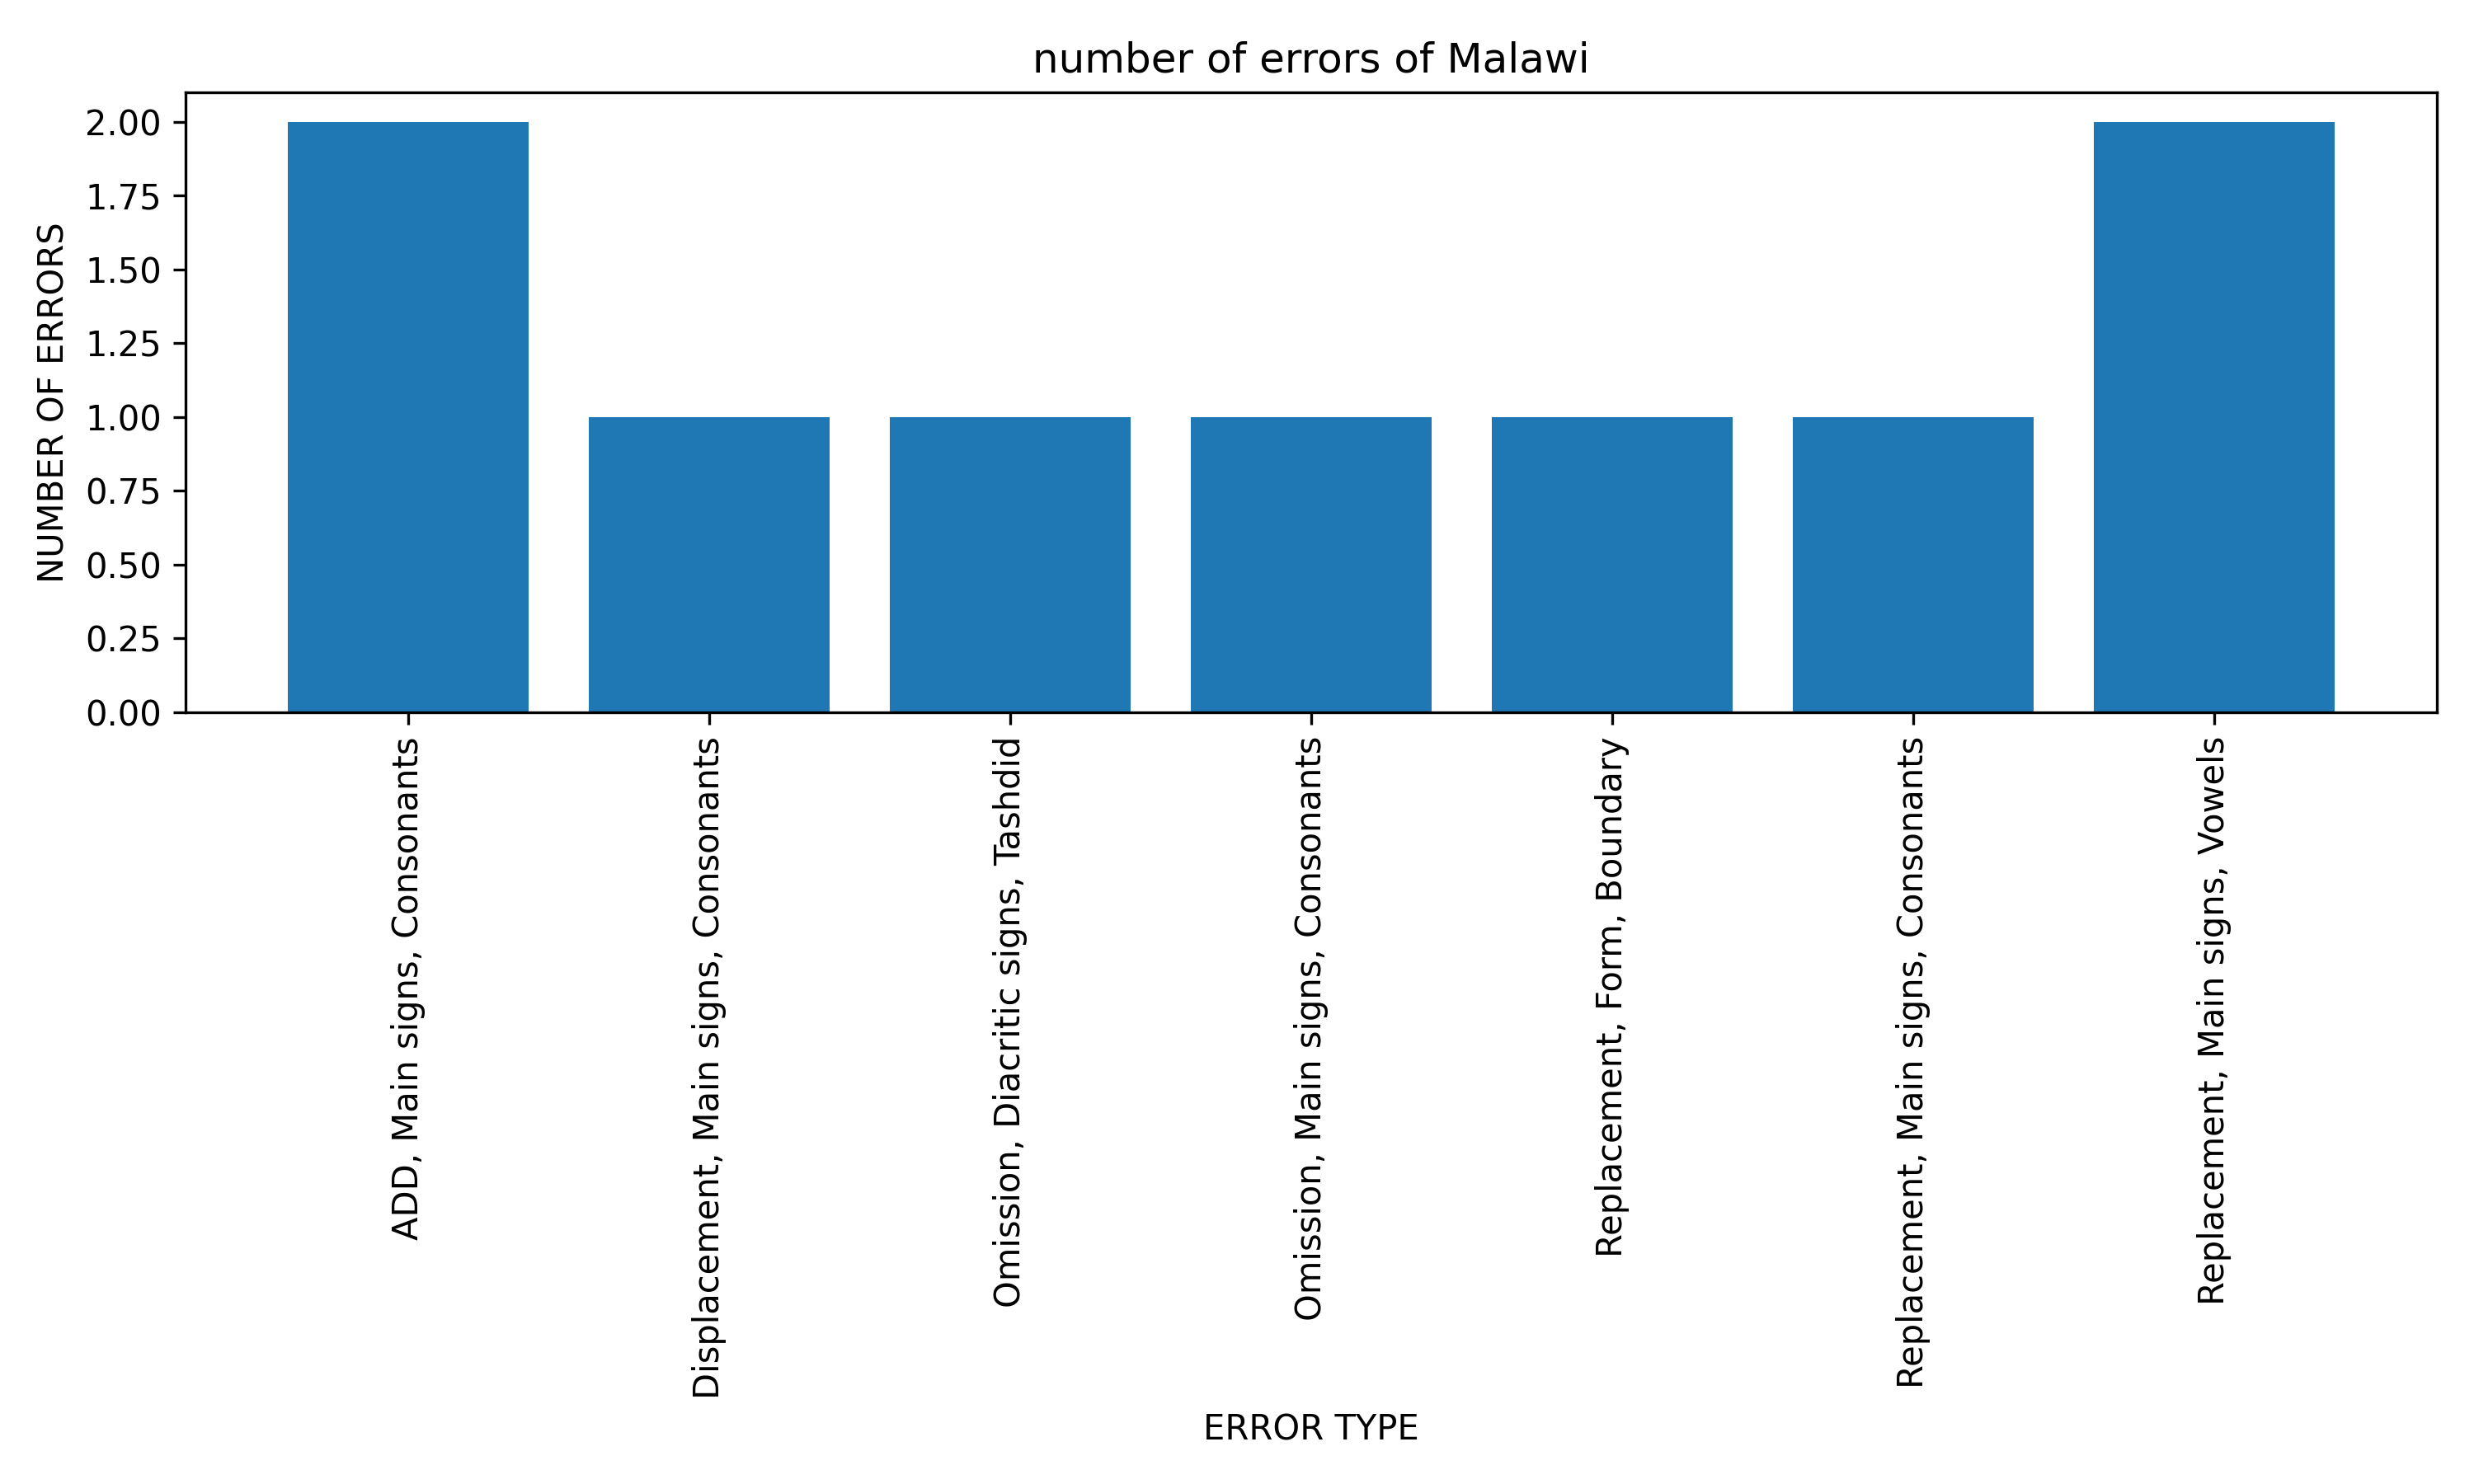 number of errors of Malawi
NUMBER OF ERRORS
2.00
1.75
1.50
1.25
1.00
0.75
0.50
0.25
0.00
ADD, Main signs, Consonants
Displacement, Main signs, Consonants
Omission, Diacritic signs, Tashdid
Omission, Main signs, Consonants
Replacement, Form, Boundary
Replacement, Main signs, Consonants
Replacement, Main signs, Vowels
ERROR TYPE